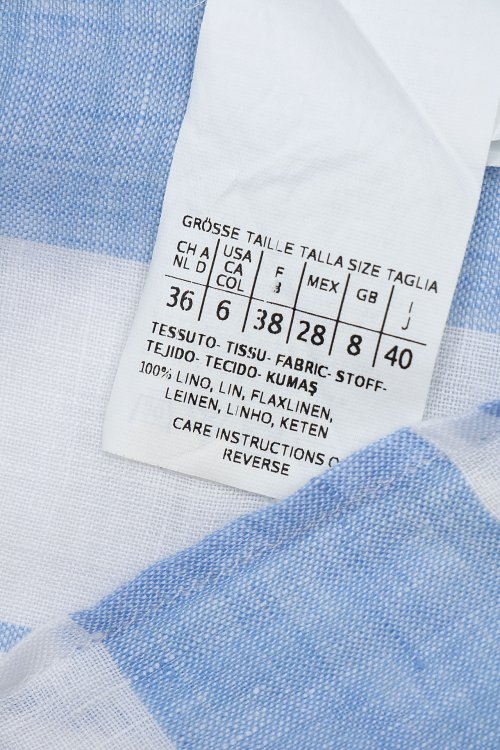 GRÖSSE TAILLE TALLA SIZE TAGLIA
CH A USA F MEX GB I
NL D CA J
COL
36 6 38 28 8 40
TESSUTO- TISSU- FABRIC- STOFF-
TEJIDO- TECIDO- KUMAŞ
100% LINO, LIN, FLAXLINEN,
LEINEN, LINHO, KETEN
CARE INSTRUCTIONS
REVERSE